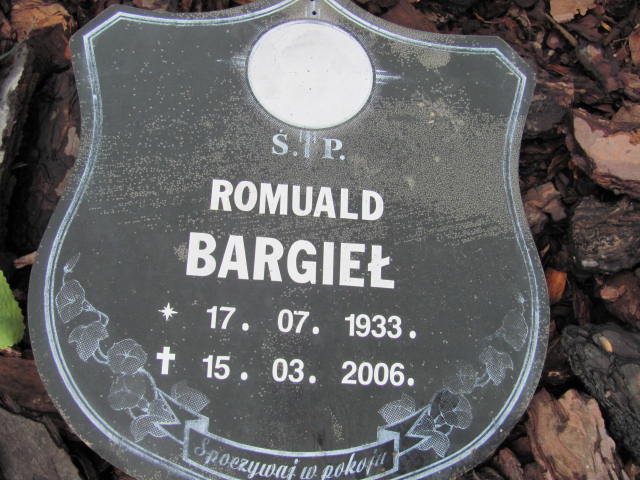 Ś. P.
ROMUALD
BARGIEŁ
* 17. 07. 1933.
✝ 15. 03. 2006.
Spoczywaj w pokoju